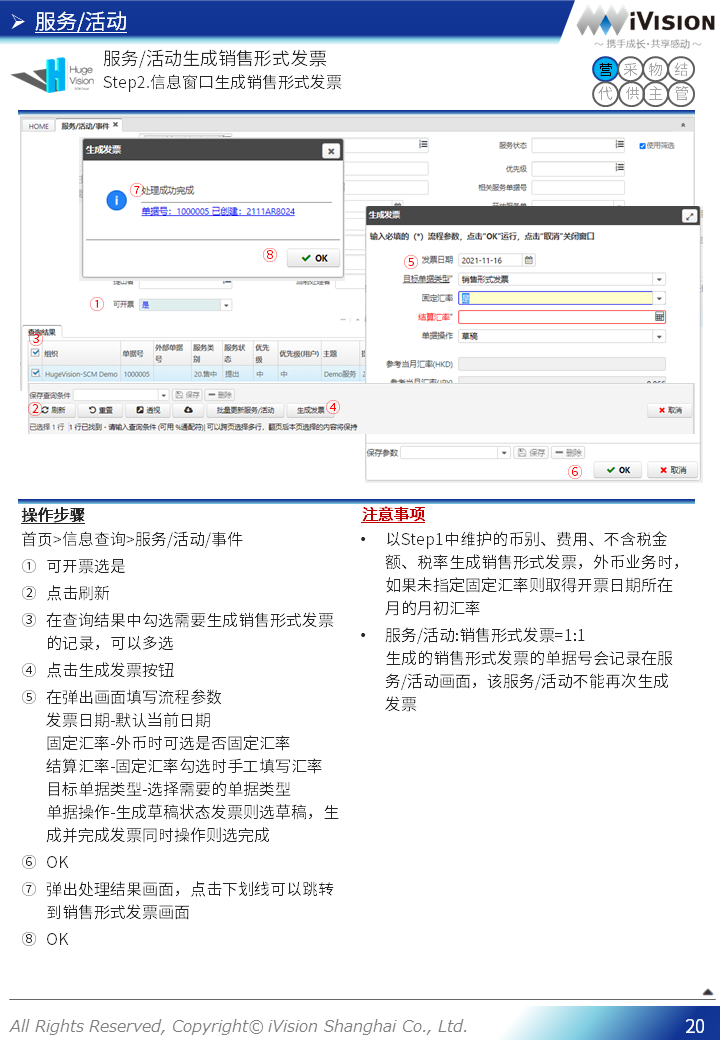 ➢ 服务/活动
iVision
～ 携手成长·共享感动 ～
Huge
Vision
服务/活动生成销售形式发票
Step2.信息窗口生成销售形式发票
营 采 物 结
代 供 主 管
HOME 服务/活动/事件 ×
生成发票
⑦ 处理成功完成
单据号：1000005 已创建：2111AR8024
⑧ OK
服务状态
使用筛选
优先级
相关服务单据号
① 可开票 是
生成发票
输入必填的（*）流程参数，点击"OK"运行，点击"取消"关闭窗口
⑤ 发票日期 2021-11-16
目标单据类型* 销售形式发票
固定汇率 是
结算汇率*
单据操作 草稿
参考当月汇率(HKD)
保存参数 保存 删除
⑥ OK 取消
查询结果
③ 组织 单据号 外部单据号 服务类别 服务状态 优先级 优先级(用户) 主题
HugeVision-SCM Demo 1000005 20.售中 提出 中 中 Demo服务
保存查询条件 保存 删除
② 刷新 重置 透视 批量更新服务/活动 生成发票 ④ 取消
已选择 1 行 1 行已找到 - 请输入查询条件 (可用 %通配符) 可以跨页选择多行，翻页后本页选择的内容将保持
操作步骤
首页>信息查询>服务/活动/事件
① 可开票选是
② 点击刷新
③ 在查询结果中勾选需要生成销售形式发票
的记录，可以多选
④ 点击生成发票按钮
⑤ 在弹出画面填写流程参数
发票日期-默认当前日期
固定汇率-外币时可选是否固定汇率
结算汇率-固定汇率勾选时手工填写汇率
目标单据类型-选择需要的单据类型
单据操作-生成草稿状态发票则选草稿，生
成并完成发票同时操作则选完成
⑥ OK
⑦ 弹出处理结果画面，点击下划线可以跳转
到销售形式发票画面
⑧ OK
注意事项
• 以Step1中维护的币别、费用、不含税金
额、税率生成销售形式发票，外币业务时，
如果未指定固定汇率则取得开票日期所在
月的月初汇率
• 服务/活动:销售形式发票=1:1
生成的销售形式发票的单据号会记录在服
务/活动画面，该服务/活动不能再次生成
发票
All Rights Reserved, Copyright© iVision Shanghai Co., Ltd.
20